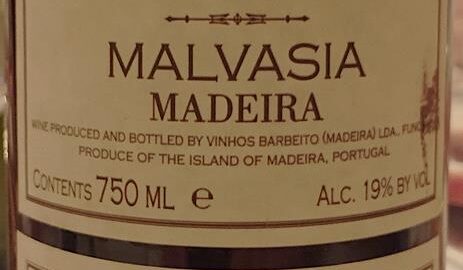 MALVASIA
MADEIRA
WINE PRODUCED AND BOTTLED BY VINHOS BARBEITO (MADEIRA) LDA.,
PRODUCE OF THE ISLAND OF MADEIRA, PORTUGAL
CONTENTS 750 ML e ALC. 19% BY VOL